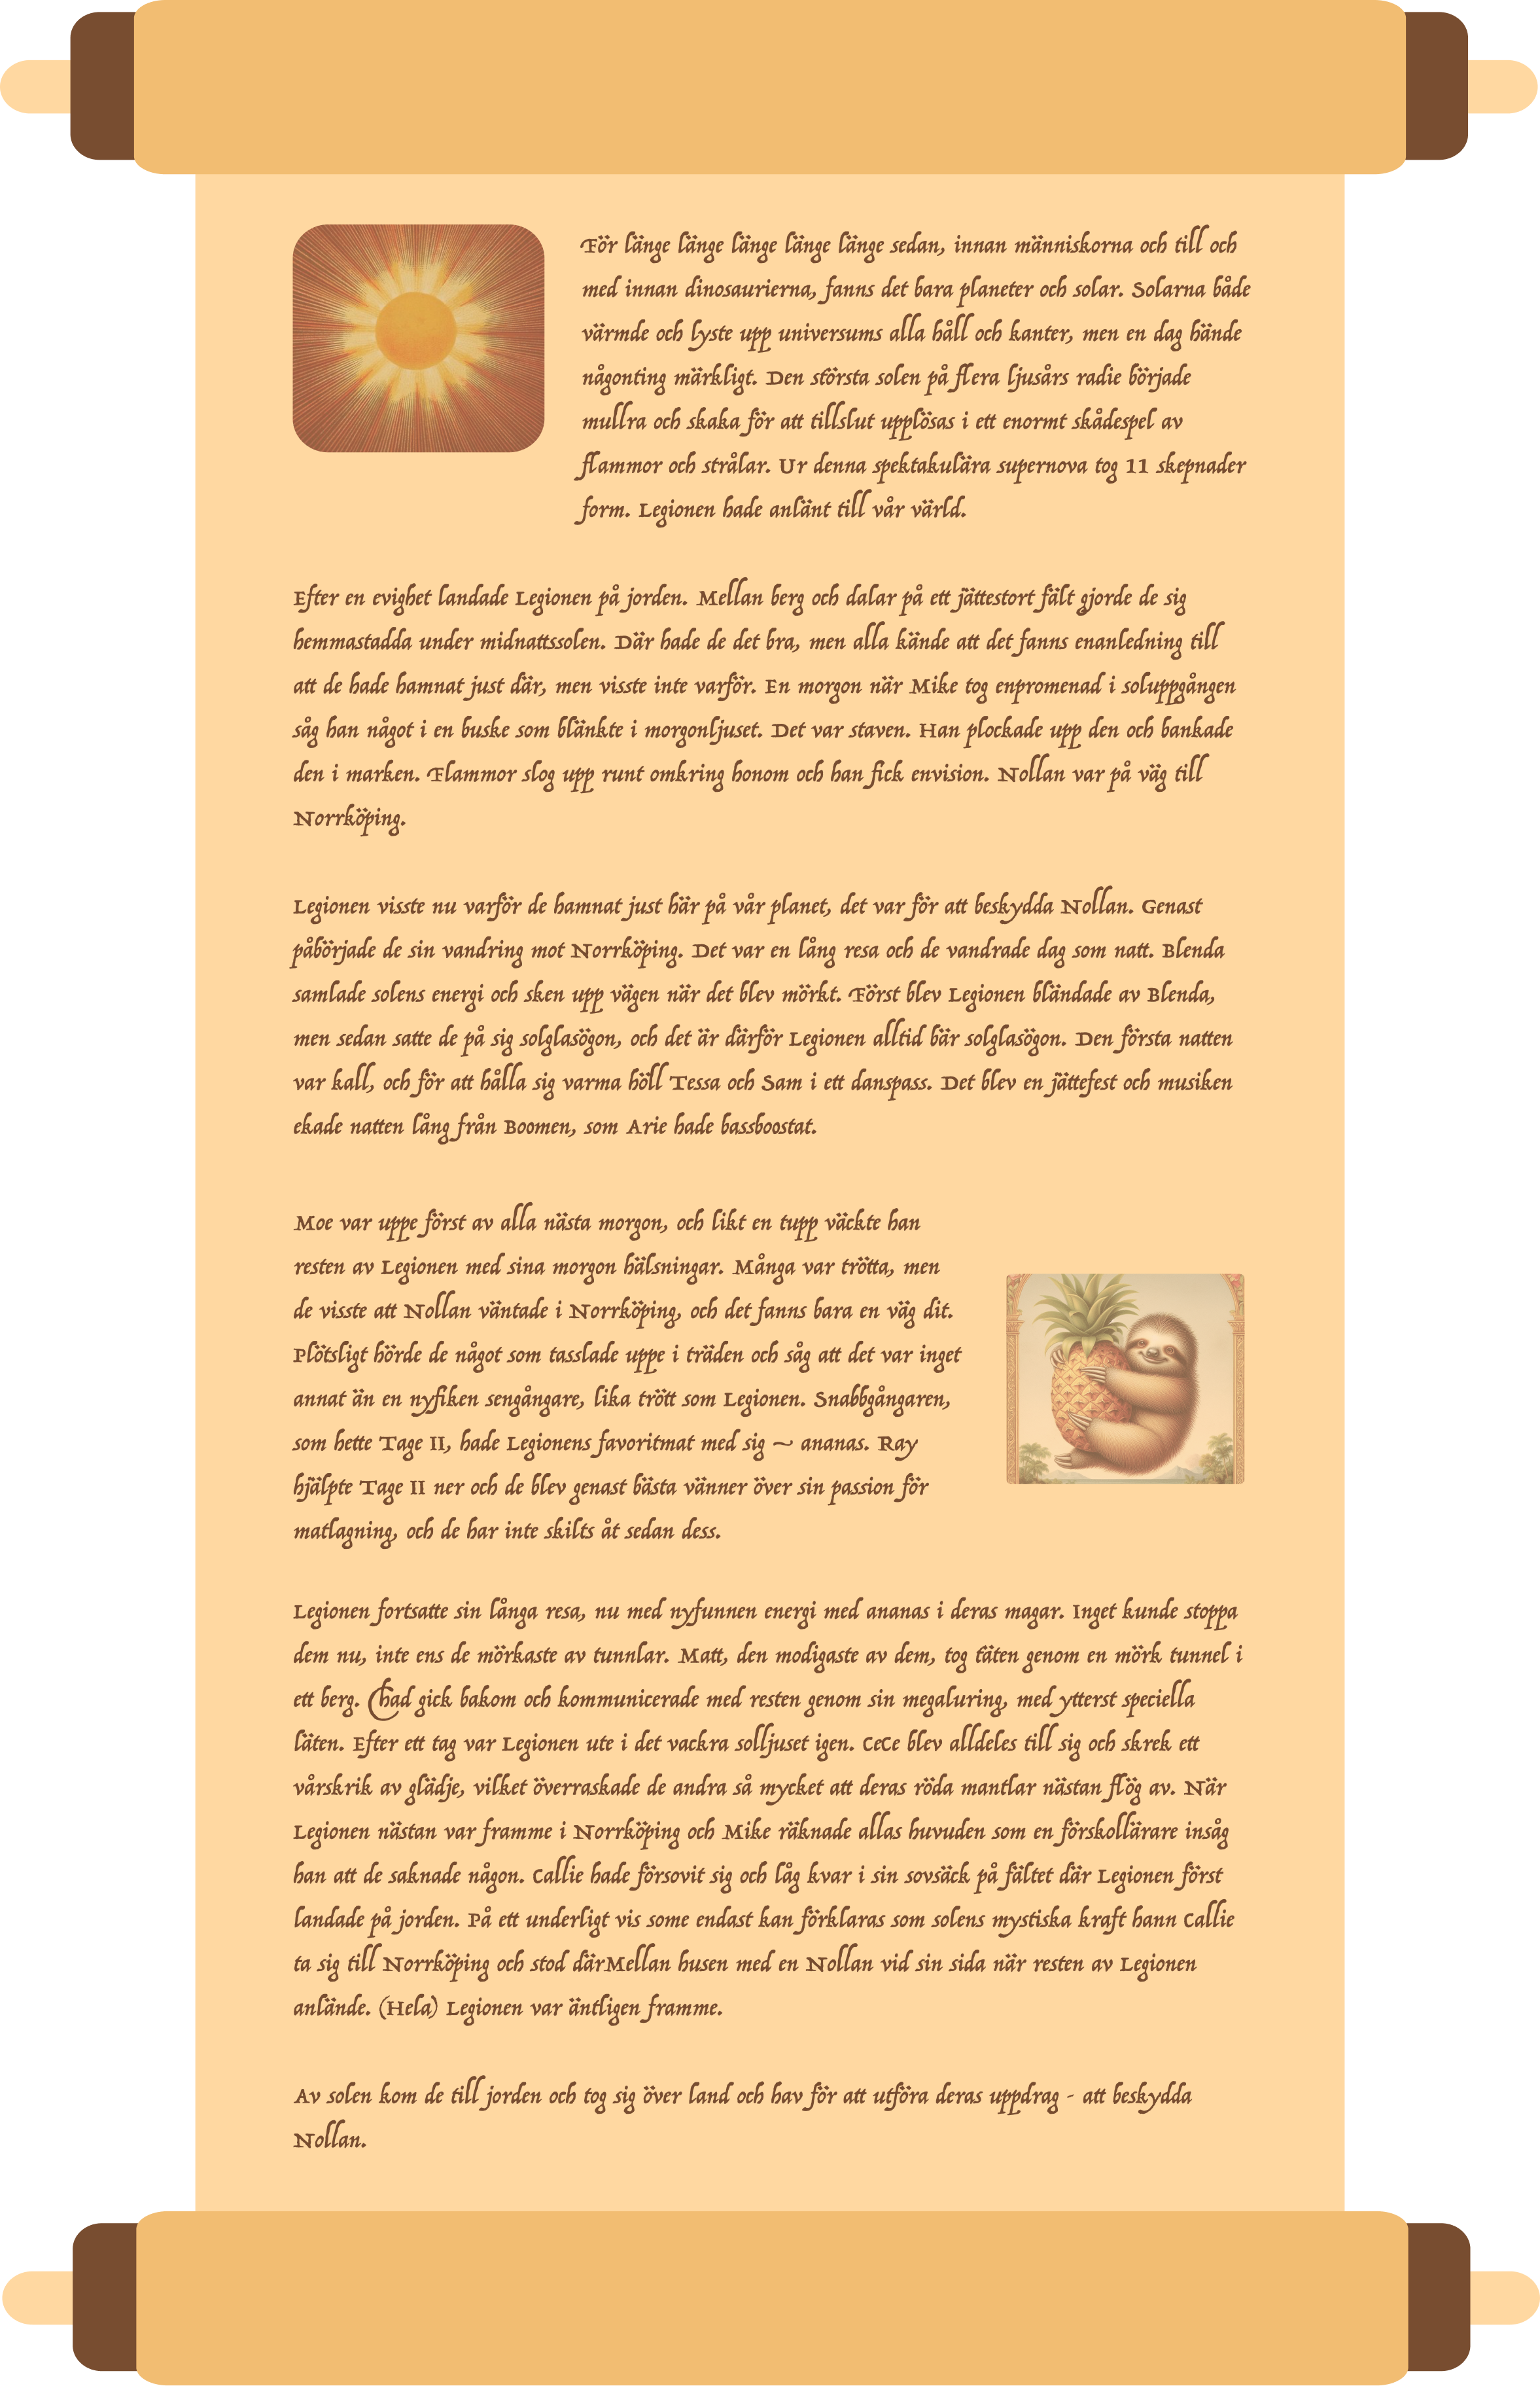 För länge länge länge länge länge sedan, innan människorna och till och
med innan dinosaurierna, fanns det bara planeter och solar. Solarna både
värmde och lyste upp universums alla håll och kanter, men en dag hände
någonting märkligt. Den största solen på flera ljusårs radie började
mullra och skaka för att tillslut upplösas i ett enormt skådespel av
flammor och strålar. Ur denna spektakulära supernova tog 11 skepnader
form. Legionen hade anlänt till vår värld.
Efter en evighet landade Legionen på jorden. Mellan berg och dalar på ett jättestort fält gjorde de sig
hemmastadda under midnattssolen. Där hade de det bra, men alla kände att det fanns enanledning till
att de hade hamnat just där, men visste inte varför. En morgon när Mike tog enpromenad i soluppgången
såg han något i en buske som blänkte i morgonljuset. Det var staven. Han plockade upp den och bankade
den i marken. Flammor slog upp runt omkring honom och han fick envision. Nollan var på väg till
Norrköping.
Legionen visste nu varför de hamnat just här på vår planet, det var för att beskydda Nollan. Genast
påbörjade de sin vandring mot Norrköping. Det var en lång resa och de vandrade dag som natt. Blenda
samlade solens energi och sken upp vägen när det blev mörkt. Först blev Legionen bländade av Blenda,
men sedan satte de på sig solglasögon, och det är därför Legionen alltid bär solglasögon. Den första natten
var kall, och för att hålla sig varma höll Tessa och Sam i ett danspass. Det blev en jättefest och musiken
ekade natten lång från Boomen, som Arie hade bassboostat.
Moe var uppe först av alla nästa morgon, och likt en tupp väckte han
resten av Legionen med sina morgon hälsningar. Många var trötta, men
de visste att Nollan väntade i Norrköping, och det fanns bara en väg dit.
Plötsligt hörde de något som tasslade uppe i träden och såg att det var inget
annat än en nyfiken sengångare, lika trött som Legionen. Snabbgångaren,
som hette Tage II, hade Legionens favoritmat med sig – ananas. Ray
hjälpte Tage II ner och de blev genast bästa vänner över sin passion för
matlagning, och de har inte skilts åt sedan dess.
Legionen fortsatte sin långa resa, nu med nyfunnen energi med ananas i deras magar. Inget kunde stoppa
dem nu, inte ens de mörkaste av tunnlar. Matt, den modigaste av dem, tog täten genom en mörk tunnel i
ett berg. Chad gick bakom och kommunicerade med resten genom sin megaluring, med ytterst speciella
läten. Efter ett tag var Legionen ute i det vackra solljuset igen. CeCe blev alldeles till sig och skrek ett
vårskrik av glädje, vilket överraskade de andra så mycket att deras röda mantlar nästan flög av. När
Legionen nästan var framme i Norrköping och Mike räknade allas huvuden som en förskollärare insåg
han att de saknade någon. Callie hade försovit sig och låg kvar i sin sovsäck på fältet där Legionen först
landade på jorden. På ett underligt vis some endast kan förklaras som solens mystiska kraft hann Callie
ta sig till Norrköping och stod därMellan husen med en Nollan vid sin sida när resten av Legionen
anlände. (Hela) Legionen var äntligen framme.
Av solen kom de till jorden och tog sig över land och hav för att utföra deras uppdrag - att beskydda
Nollan.